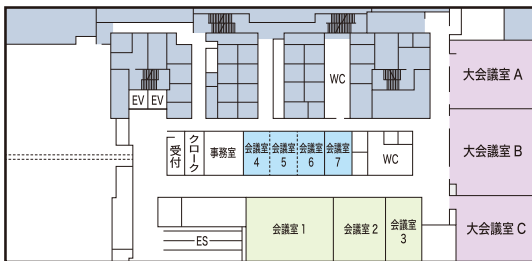 WC
大会議室 A
EV
EV
受付
クローク
事務室
会議室
4
会議室
5
会議室
6
会議室
7
WC
大会議室 B
ES
会議室 1
会議室 2
会議室
3
大会議室 C